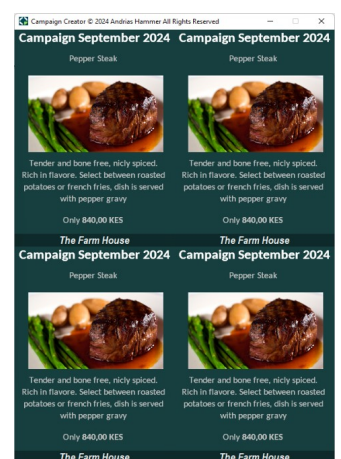 Campaign Creator © 2024 Andrias Hammer All Rights Reserved
Campaign September 2024
Pepper Steak
Tender and bone free, nicly spiced.
Rich in flavore. Select between roasted
potatoes or french fries, dish is served
with pepper gravy
Only 840,00 KES
The Farm House
Campaign September 2024
Pepper Steak
Tender and bone free, nicly spiced.
Rich in flavore. Select between roasted
potatoes or french fries, dish is served
with pepper gravy
Only 840,00 KES
The Farm House
Campaign September 2024
Pepper Steak
Tender and bone free, nicly spiced.
Rich in flavore. Select between roasted
potatoes or french fries, dish is served
with pepper gravy
Only 840,00 KES
The Farm House
Campaign September 2024
Pepper Steak
Tender and bone free, nicly spiced.
Rich in flavore. Select between roasted
potatoes or french fries, dish is served
with pepper gravy
Only 840,00 KES
The Farm House